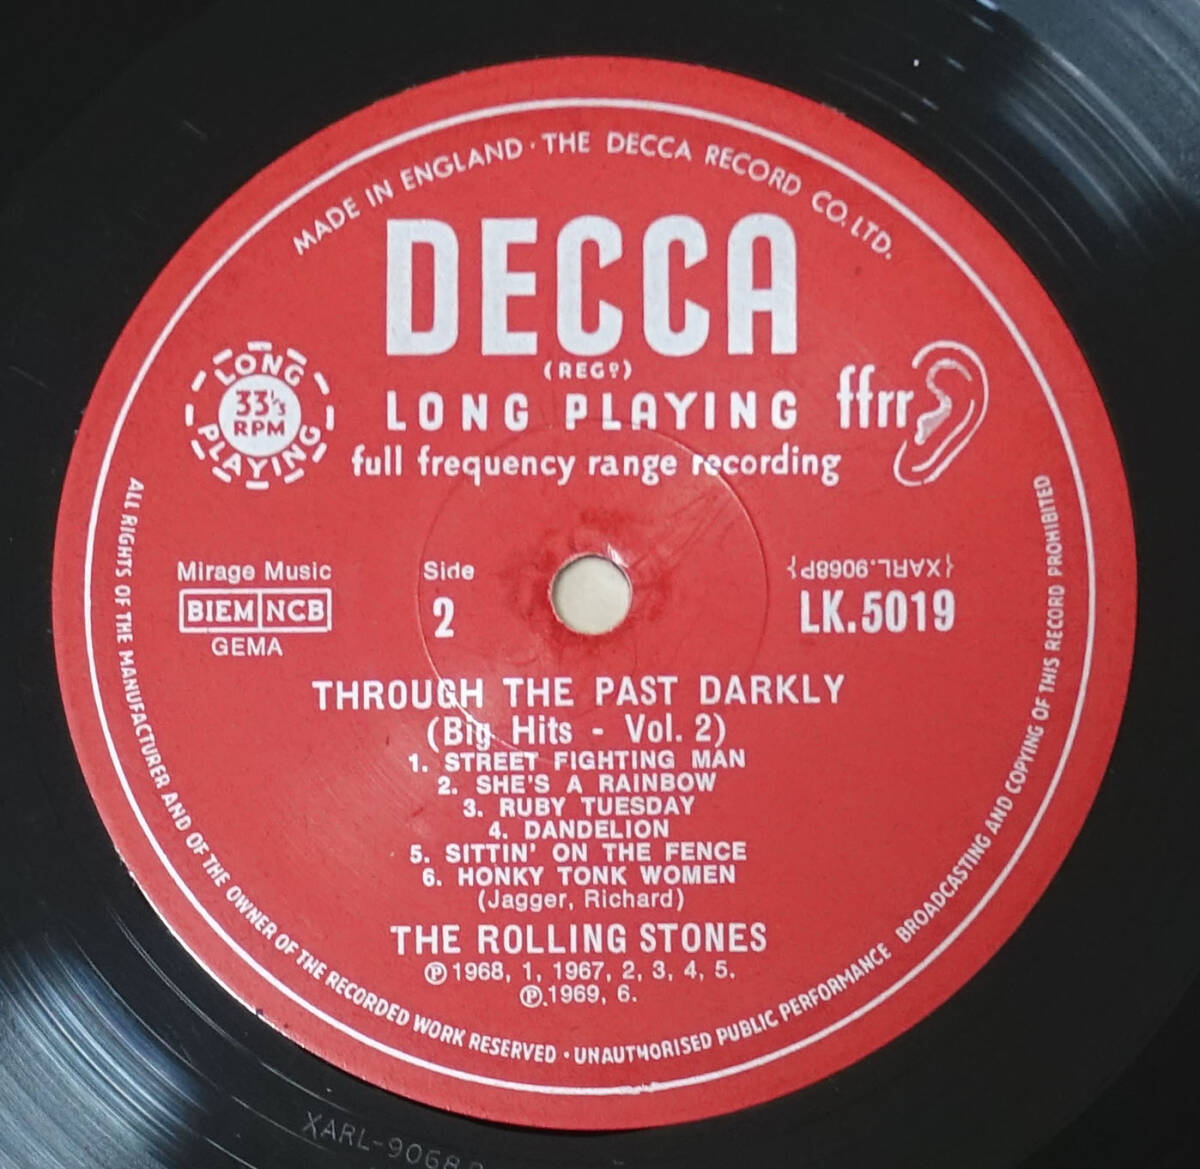 MADE IN ENGLAND · THE DECCA RECORD CO. LTD.
DECCA
(REGD)
LONG PLAYING
ffrr
full frequency range recording
LONG
33 1/3
RPM
PLAYING
Mirage Music
BIEM NCB
GEMA
Side
2
{XARL.9068P}
LK.5019
THROUGH THE PAST DARKLY
(Big Hits - Vol. 2)
1. STREET FIGHTING MAN
2. SHE'S A RAINBOW
3. RUBY TUESDAY
4. DANDELION
5. SITTIN' ON THE FENCE
6. HONKY TONK WOMEN
(Jagger, Richard)
THE ROLLING STONES
℗ 1968, 1, 1967, 2, 3, 4, 5.
℗.1969, 6.
ALL RIGHTS OF THE MANUFACTURER AND OF THE OWNER OF THE RECORDED WORK RESERVED · UNAUTHORISED PUBLIC PERFORMANCE BROADCASTING AND COPYING OF THIS RECORD PROHIBITED
XARL-9068